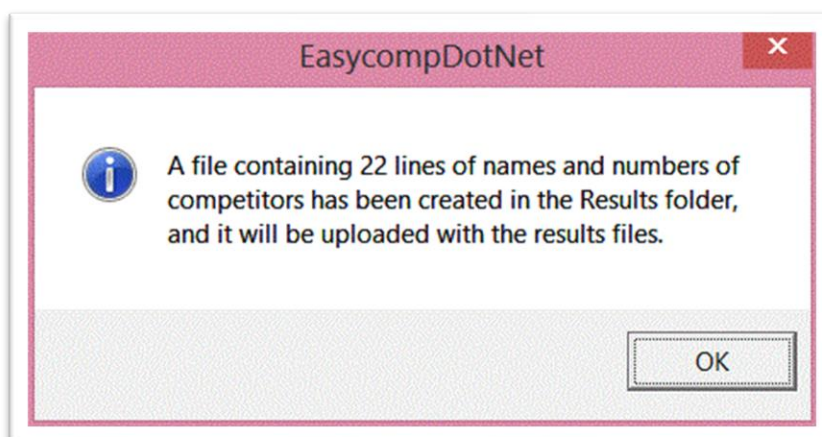 EasycompDotNet
A file containing 22 lines of names and numbers of
competitors has been created in the Results folder,
and it will be uploaded with the results files.
OK